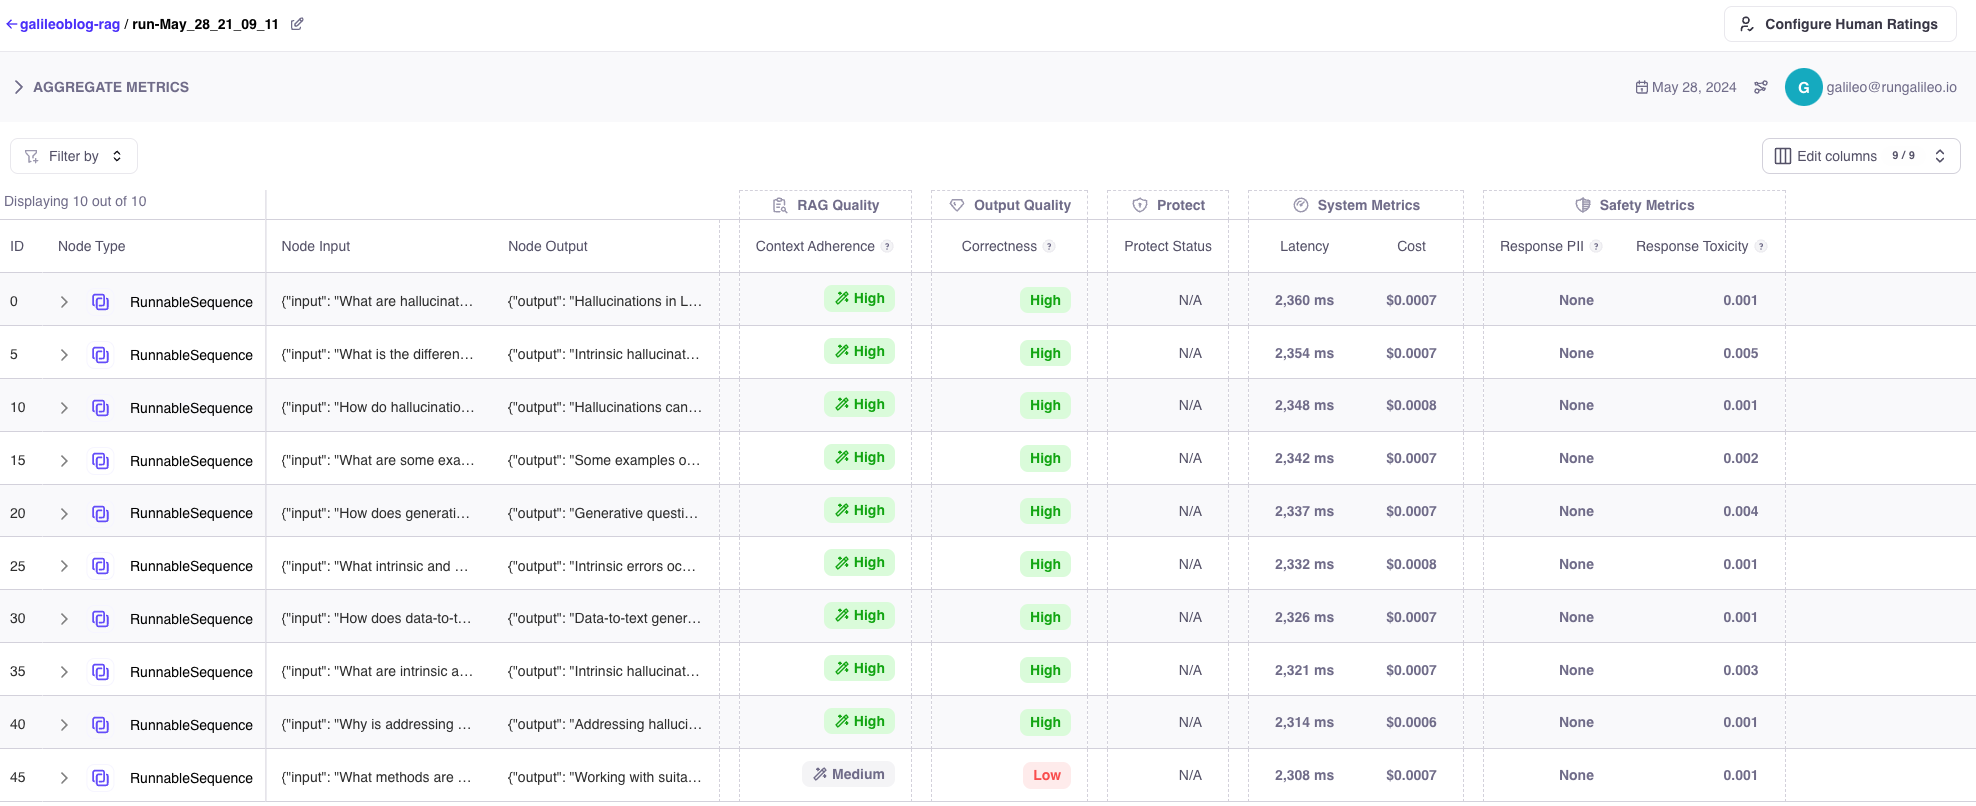 galileoblog-rag / run-May_28_21_09_11
Configure Human Ratings
AGGREGATE METRICS
May 28, 2024
G
galileo@rungalileo.io
Filter by
Edit columns 9 / 9
Displaying 10 out of 10
RAG Quality Output Quality Protect System Metrics Safety Metrics
ID Node Type Node Input Node Output Context Adherence ? Correctness ? Protect Status Latency Cost Response PII ? Response Toxicity ?
0 RunnableSequence {"input": "What are hallucinat… {"output": "Hallucinations in L… High High N/A 2,360 ms $0.0007 None 0.001
5 RunnableSequence {"input": "What is the differen… {"output": "Intrinsic hallucinat… High High N/A 2,354 ms $0.0007 None 0.005
10 RunnableSequence {"input": "How do hallucinatio… {"output": "Hallucinations can… High High N/A 2,348 ms $0.0008 None 0.001
15 RunnableSequence {"input": "What are some exa… {"output": "Some examples o… High High N/A 2,342 ms $0.0007 None 0.002
20 RunnableSequence {"input": "How does generati… {"output": "Generative questi… High High N/A 2,337 ms $0.0007 None 0.004
25 RunnableSequence {"input": "What intrinsic and … {"output": "Intrinsic errors oc… High High N/A 2,332 ms $0.0008 None 0.001
30 RunnableSequence {"input": "How does data-to-t… {"output": "Data-to-text gener… High High N/A 2,326 ms $0.0007 None 0.001
35 RunnableSequence {"input": "What are intrinsic a… {"output": "Intrinsic hallucinat… High High N/A 2,321 ms $0.0007 None 0.003
40 RunnableSequence {"input": "Why is addressing … {"output": "Addressing halluci… High High N/A 2,314 ms $0.0006 None 0.001
45 RunnableSequence {"input": "What methods are … {"output": "Working with suita… Medium Low N/A 2,308 ms $0.0007 None 0.001